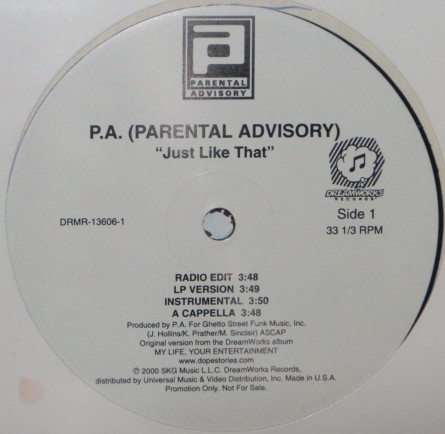 PARENTAL
ADVISORY
P.A. (PARENTAL ADVISORY)
“Just Like That”
DREAMWORKS
RECORDS
DRMR-13606-1
Side 1
33 1/3 RPM
RADIO EDIT 3:48
LP VERSION 3:49
INSTRUMENTAL 3:50
A CAPPELLA 3:48
Produced by P.A. For Ghetto Street Funk Music, Inc.
(J. Hollins/K. Prather/M. Sinclair) ASCAP
Original version from the DreamWorks album
MY LIFE, YOUR ENTERTAINMENT
www.dopestories.com
℗ © 2000 SKG Music L.L.C. DreamWorks Records,
distributed by Universal Music & Video Distribution, Inc. Made in U.S.A.
Promotion Only. Not For Sale.